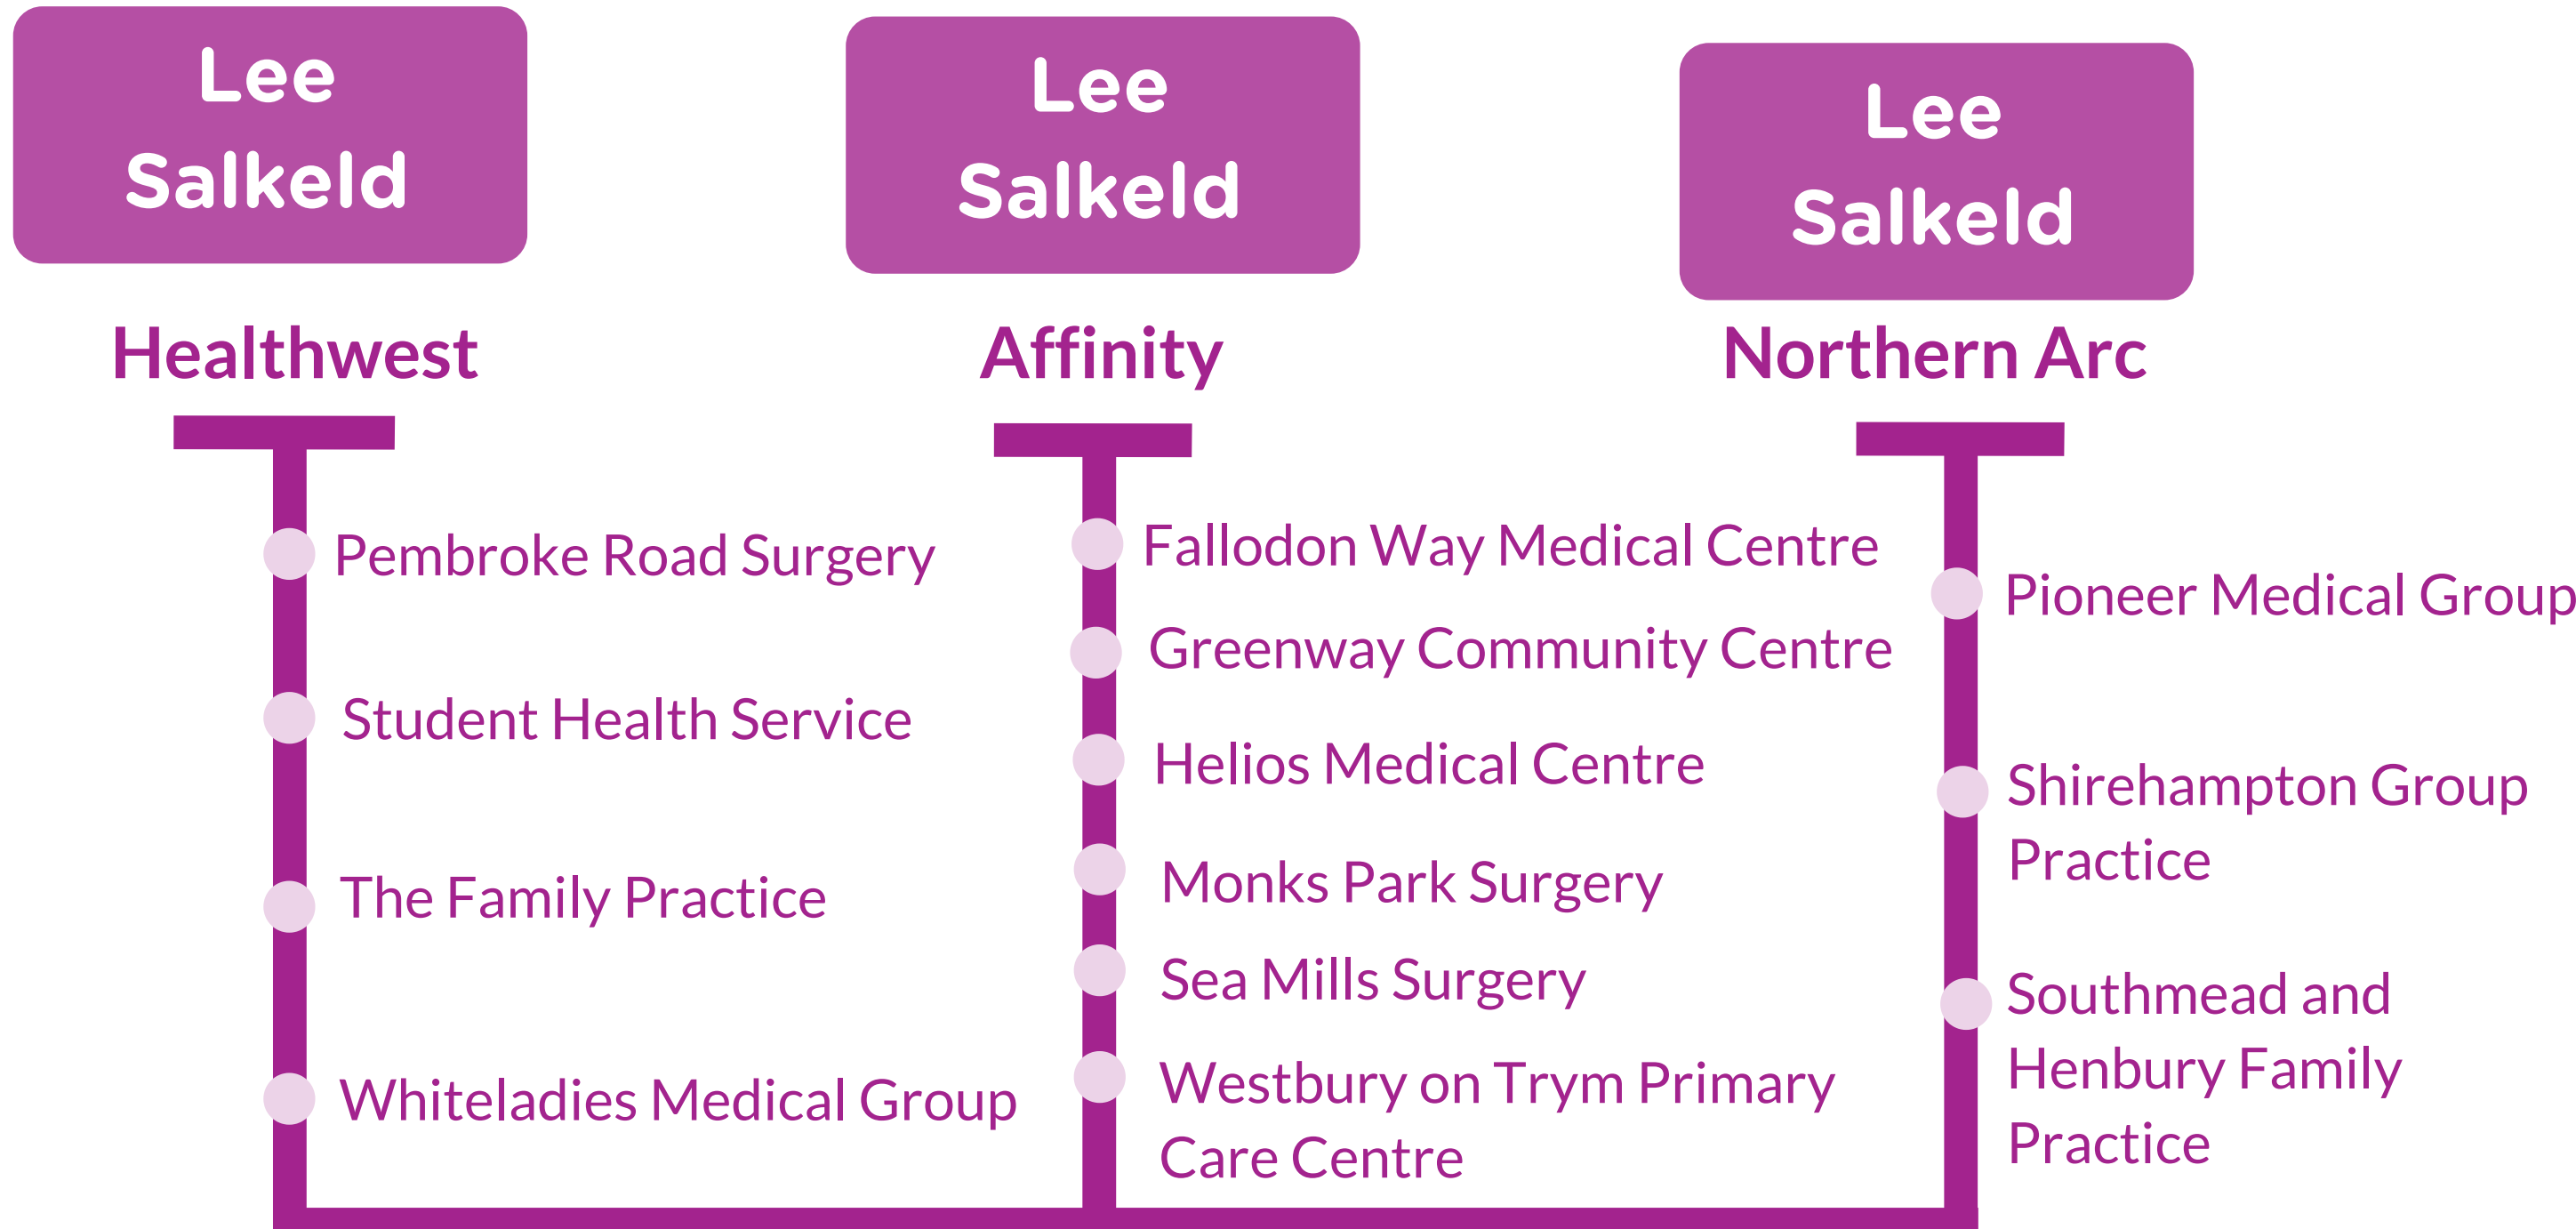 Lee
Salkeld
Healthwest
Pembroke Road Surgery
Student Health Service
The Family Practice
Whiteladies Medical Group
Lee
Salkeld
Affinity
Fallodon Way Medical Centre
Greenway Community Centre
Helios Medical Centre
Monks Park Surgery
Sea Mills Surgery
Westbury on Trym Primary
Care Centre
Lee
Salkeld
Northern Arc
Pioneer Medical Group
Shirehampton Group
Practice
Southmead and
Henbury Family
Practice